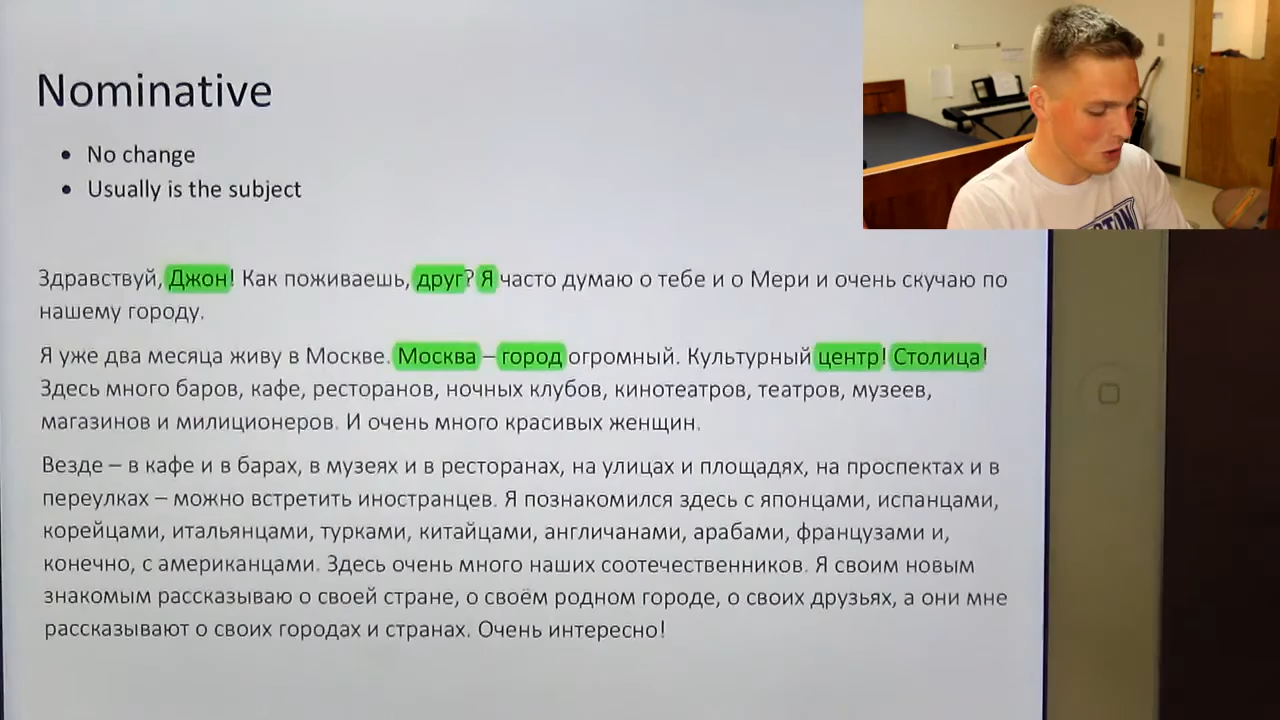 Nominative
• No change
• Usually is the subject
Здравствуй, Джон! Как поживаешь, друг? Я часто думаю о тебе и о Мери и очень скучаю по
нашему городу.
Я уже два месяца живу в Москве. Москва – город огромный. Культурный центр! Столица!
Здесь много баров, кафе, ресторанов, ночных клубов, кинотеатров, театров, музеев,
магазинов и милиционеров. И очень много красивых женщин.
Везде – в кафе и в барах, в музеях и в ресторанах, на улицах и площадях, на проспектах и в
переулках – можно встретить иностранцев. Я познакомился здесь с японцами, испанцами,
корейцами, итальянцами, турками, китайцами, англичанами, арабами, французами и,
конечно, с американцами. Здесь очень много наших соотечественников. Я своим новым
знакомым рассказываю о своей стране, о своём родном городе, о своих друзьях, а они мне
рассказывают о своих городах и странах. Очень интересно!